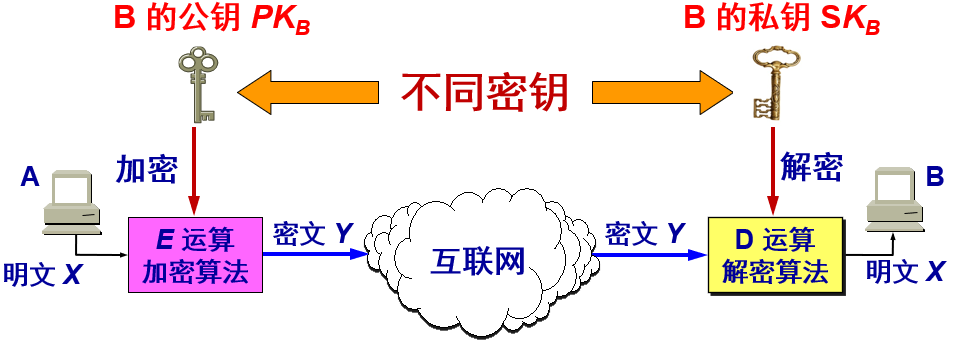 B 的公钥 PK_B
B 的私钥 SK_B
不同密钥
加密
解密
A
B
E 运算
加密算法
密文 Y
互联网
密文 Y
D 运算
解密算法
明文 X
明文 X